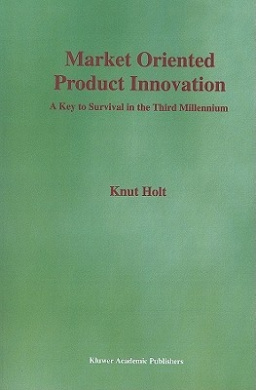 Market Oriented
Product Innovation
A Key to Survival in the Third Millennium
Knut Holt
Kluwer Academic Publishers